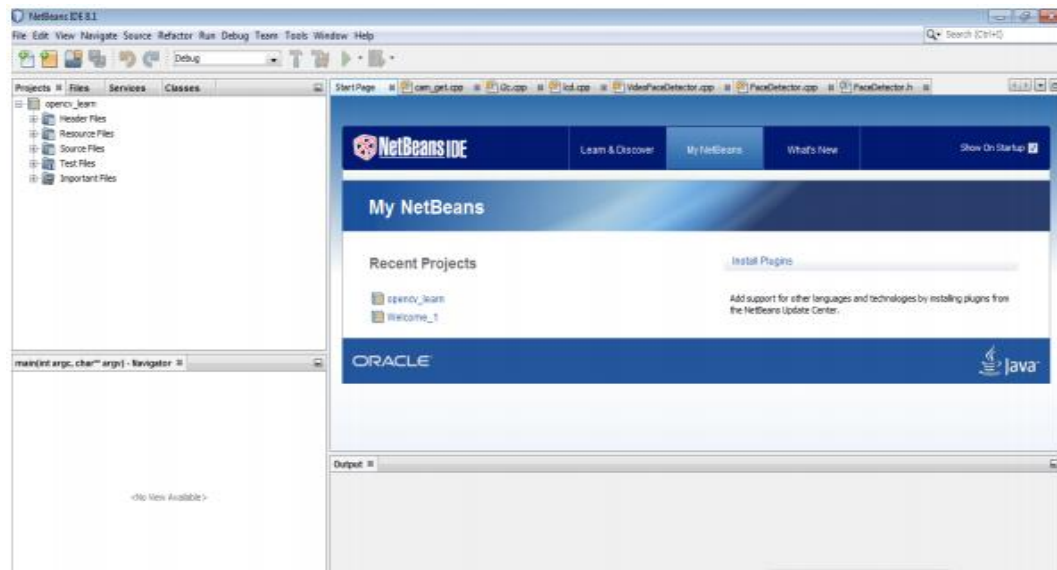 NetBeans IDE 8.1
File Edit View Navigate Source Refactor Run Debug Team Tools Window Help
Search (Ctrl+I)
Debug
Projects Files Services Classes
Start Page cam_get.cpp i2c.cpp lcd.cpp VideoFaceDetector.cpp FaceDetector.cpp FaceDetector.h
opencv_learn
Header Files
Resource Files
Source Files
Test Files
Important Files
NetBeans IDE
Learn & Discover My NetBeans What's New Show On Startup
My NetBeans
Recent Projects
Install Plugins
opencv_learn
Welcome_1
Add support for other languages and technologies by installing plugins from
the NetBeans Update Center.
main(int argc, char** argv) - Navigator
ORACLE
Java
<No View Available>
Output